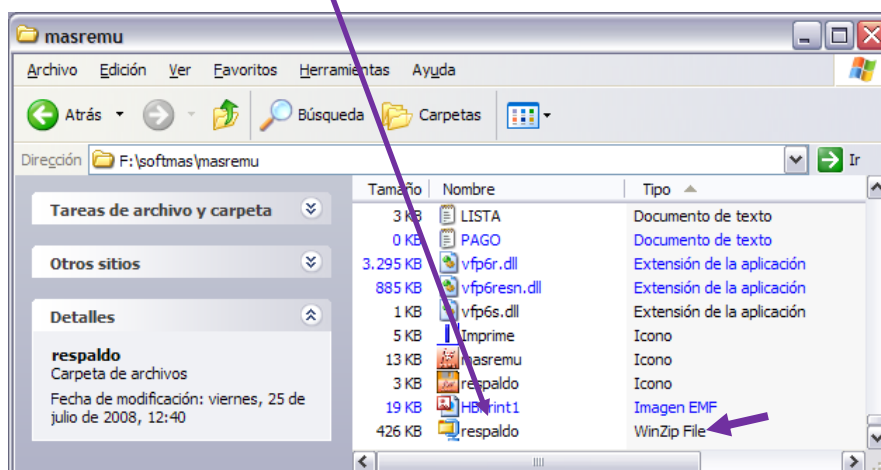 masremu
Archivo Edición Ver Favoritos Herramientas Ayuda
Atrás Búsqueda Carpetas
Dirección F:\softmas\masremu Ir
Tareas de archivo y carpeta
Otros sitios
Detalles
respaldo
Carpeta de archivos
Fecha de modificación: viernes, 25 de
julio de 2008, 12:40
Tamaño Nombre Tipo
3 KB LISTA Documento de texto
0 KB PAGO Documento de texto
3.295 KB vfp6r.dll Extensión de la aplicación
885 KB vfp6resn.dll Extensión de la aplicación
1 KB vfp6s.dll Extensión de la aplicación
5 KB Imprime Icono
13 KB masremu Icono
3 KB respaldo Icono
19 KB HBPrint1 Imagen EMF
426 KB respaldo WinZip File